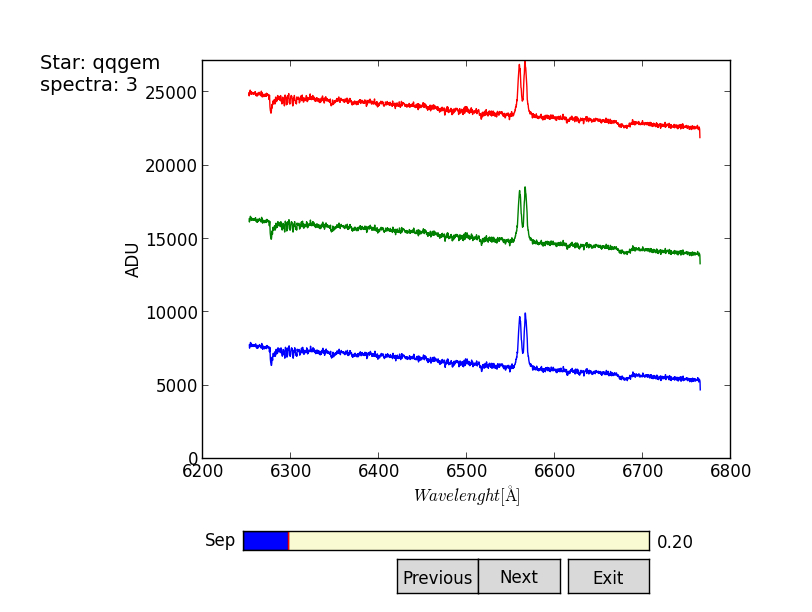 Star: qqgem
spectra: 3
25000
20000
15000
10000
5000
0
ADU
6200 6300 6400 6500 6600 6700 6800
Wavelenght[Å]
Sep 0.20
Previous Next Exit